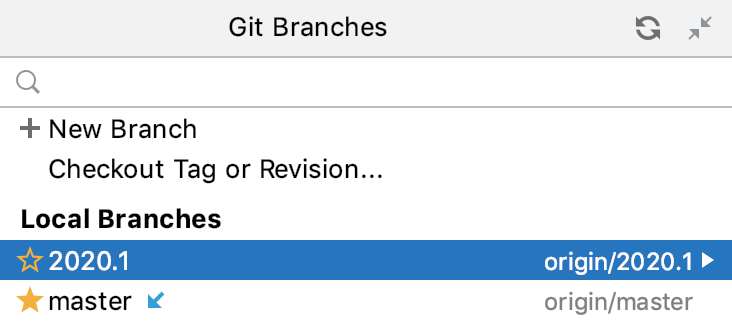 Git Branches
New Branch
Checkout Tag or Revision...
Local Branches
2020.1 origin/2020.1
master origin/master